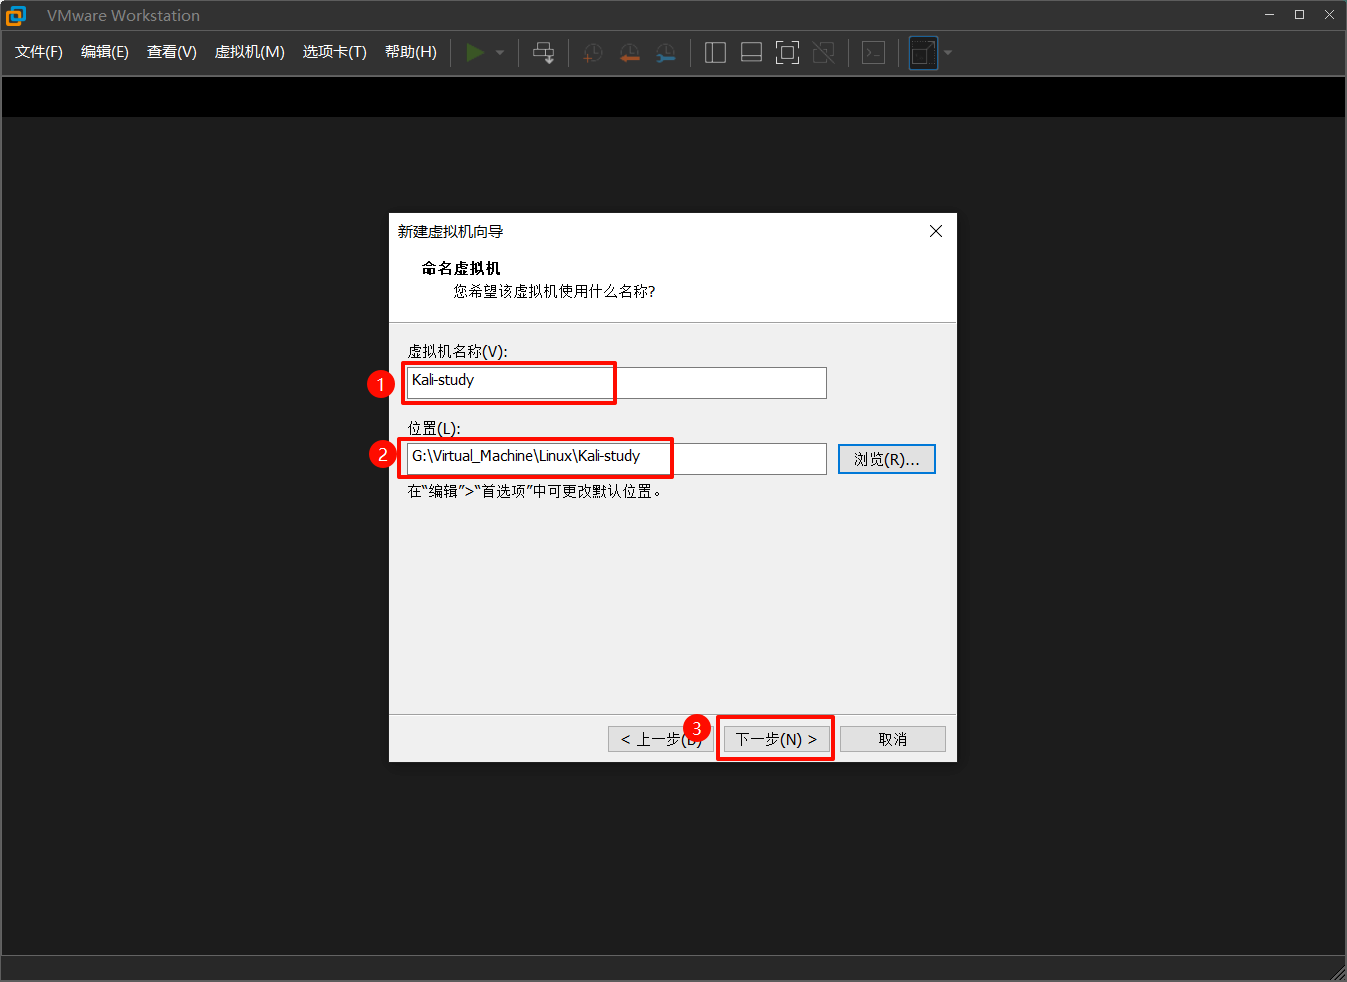 VMware Workstation
文件(F) 编辑(E) 查看(V) 虚拟机(M) 选项卡(T) 帮助(H)
新建虚拟机向导
命名虚拟机
您希望该虚拟机使用什么名称?
虚拟机名称(V):
1
Kali-study
位置(L):
2
G:\Virtual_Machine\Linux\Kali-study
浏览(R)...
在“编辑”>“首选项”中可更改默认位置。
3
< 上一步(B) 下一步(N) > 取消